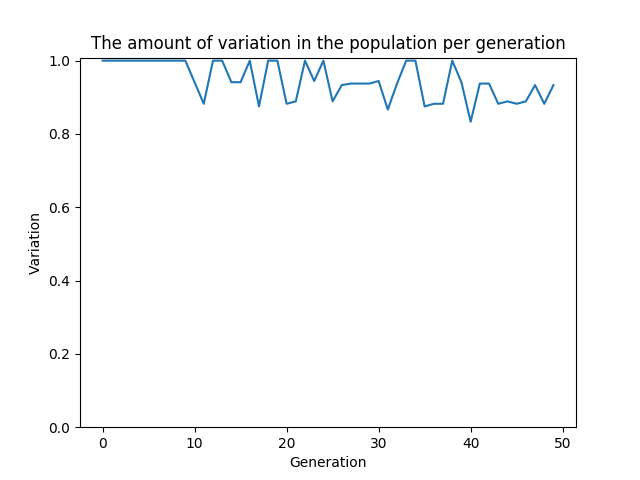 The amount of variation in the population per generation
1.0
0.8
0.6
0.4
0.2
0.0
Variation
0 10 20 30 40 50
Generation